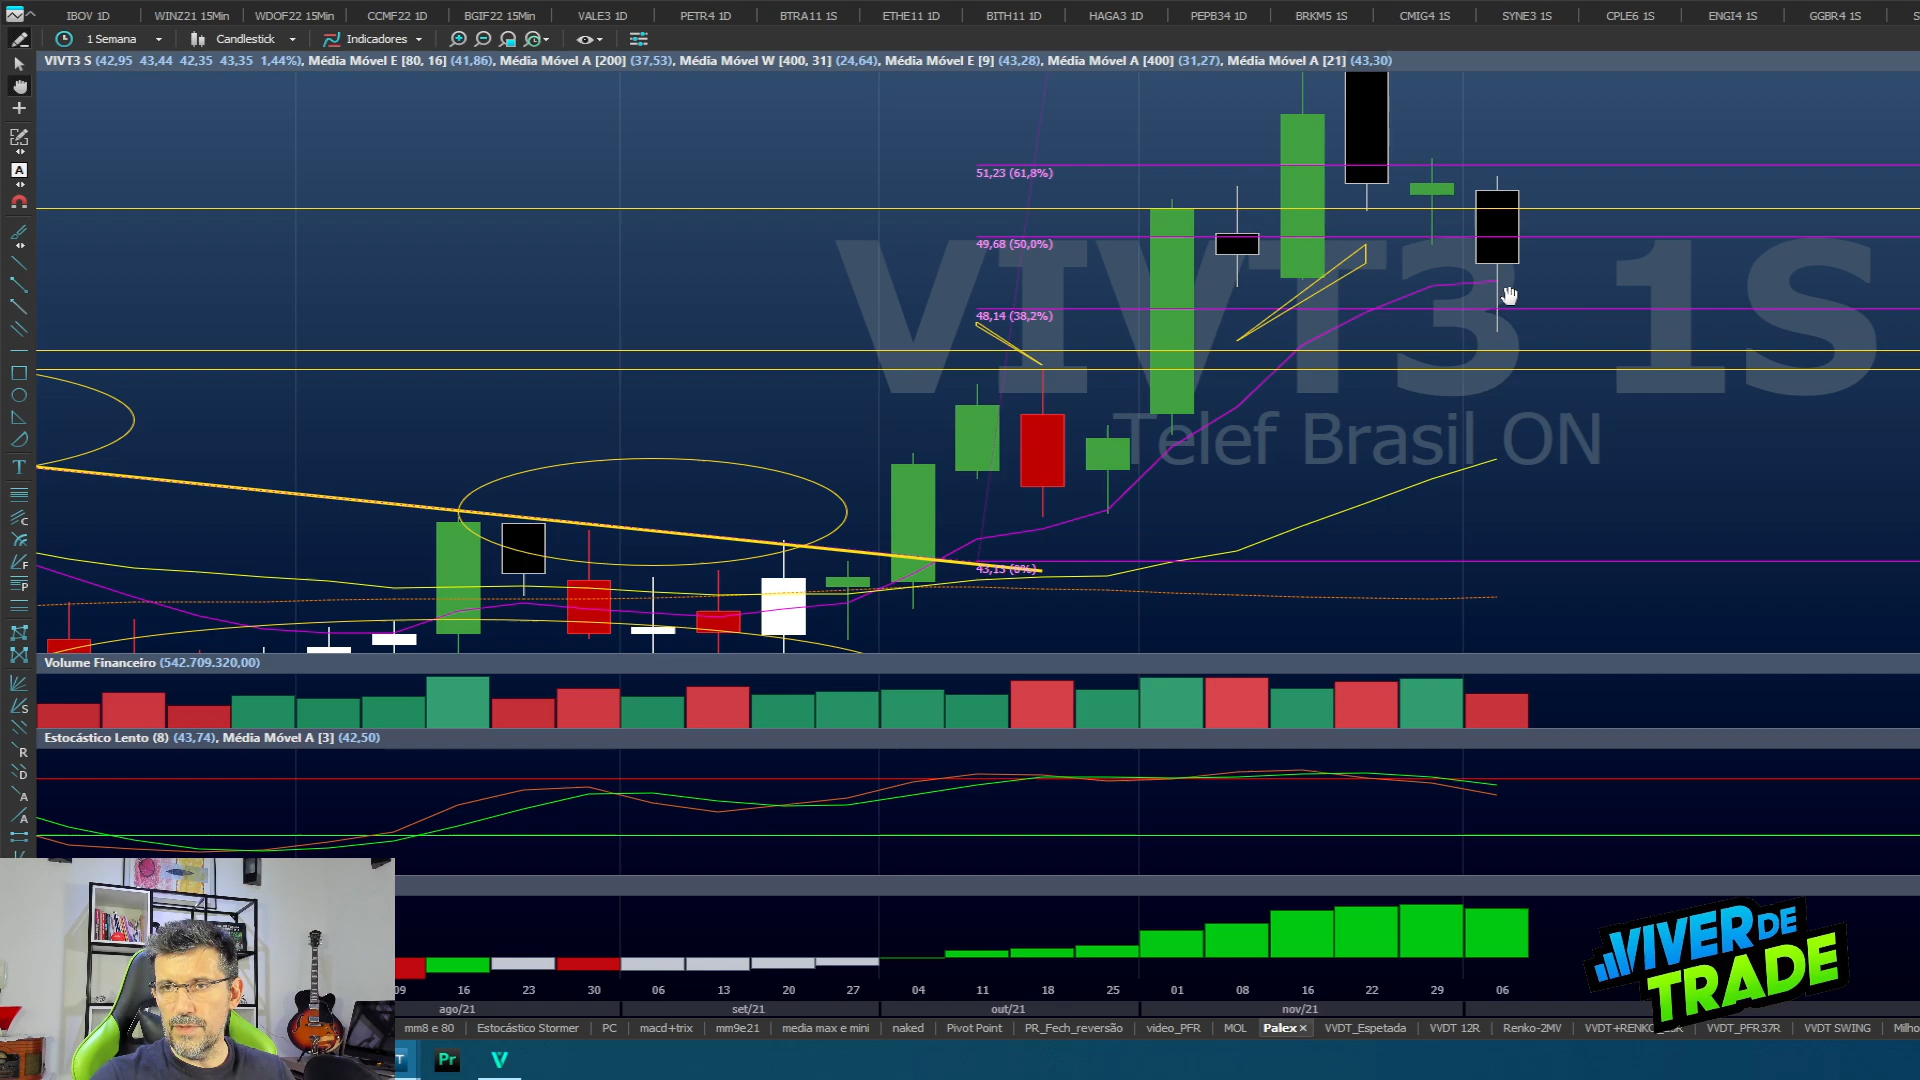 IBOV 1D WINZ21 15Min WDOF22 15Min CCMF22 1D BGIF22 15Min VALE3 1D PETR4 1D BTRA11 1S ETHE11 1D BITH11 1D HAGA3 1D PEPB34 1D BRKM5 1S CMIG4 1S SYNE3 1S CPLE6 1S ENGI4 1S GGBR4 1S
1 Semana Candlestick Indicadores
VIVT3 S (42,95 43,44 42,35 43,35 1,44%), Média Móvel E [80, 16] (41,86), Média Móvel A [200] (37,53), Média Móvel W [400, 31] (24,64), Média Móvel E [9] (43,28), Média Móvel A [400] (31,27), Média Móvel A [21] (43,30)
51,23 (61,8%)
49,68 (50,0%)
48,14 (38,2%)
VIVT3 1S
Telef Brasil ON
43,13 (0%)
Volume Financeiro (542.709.320,00)
Estocástico Lento (8) (43,74), Média Móvel A [3] (42,50)
09 16 23 30 06 13 20 27 04 11 18 25 01 08 16 22 29 06
ago/21 set/21 out/21 nov/21
mm8 e 80 Estocástico Stormer PC macd+trix mm9e21 media max e mini naked Pivot Point PR_Fech_reversão video_PFR MOL Palex VVDT_Espetada VVDT 12R Renko-2MV VVDT+RENKO VVDT_PFR37R VVDT SWING Milho
VIVER DE
TRADE
Pr